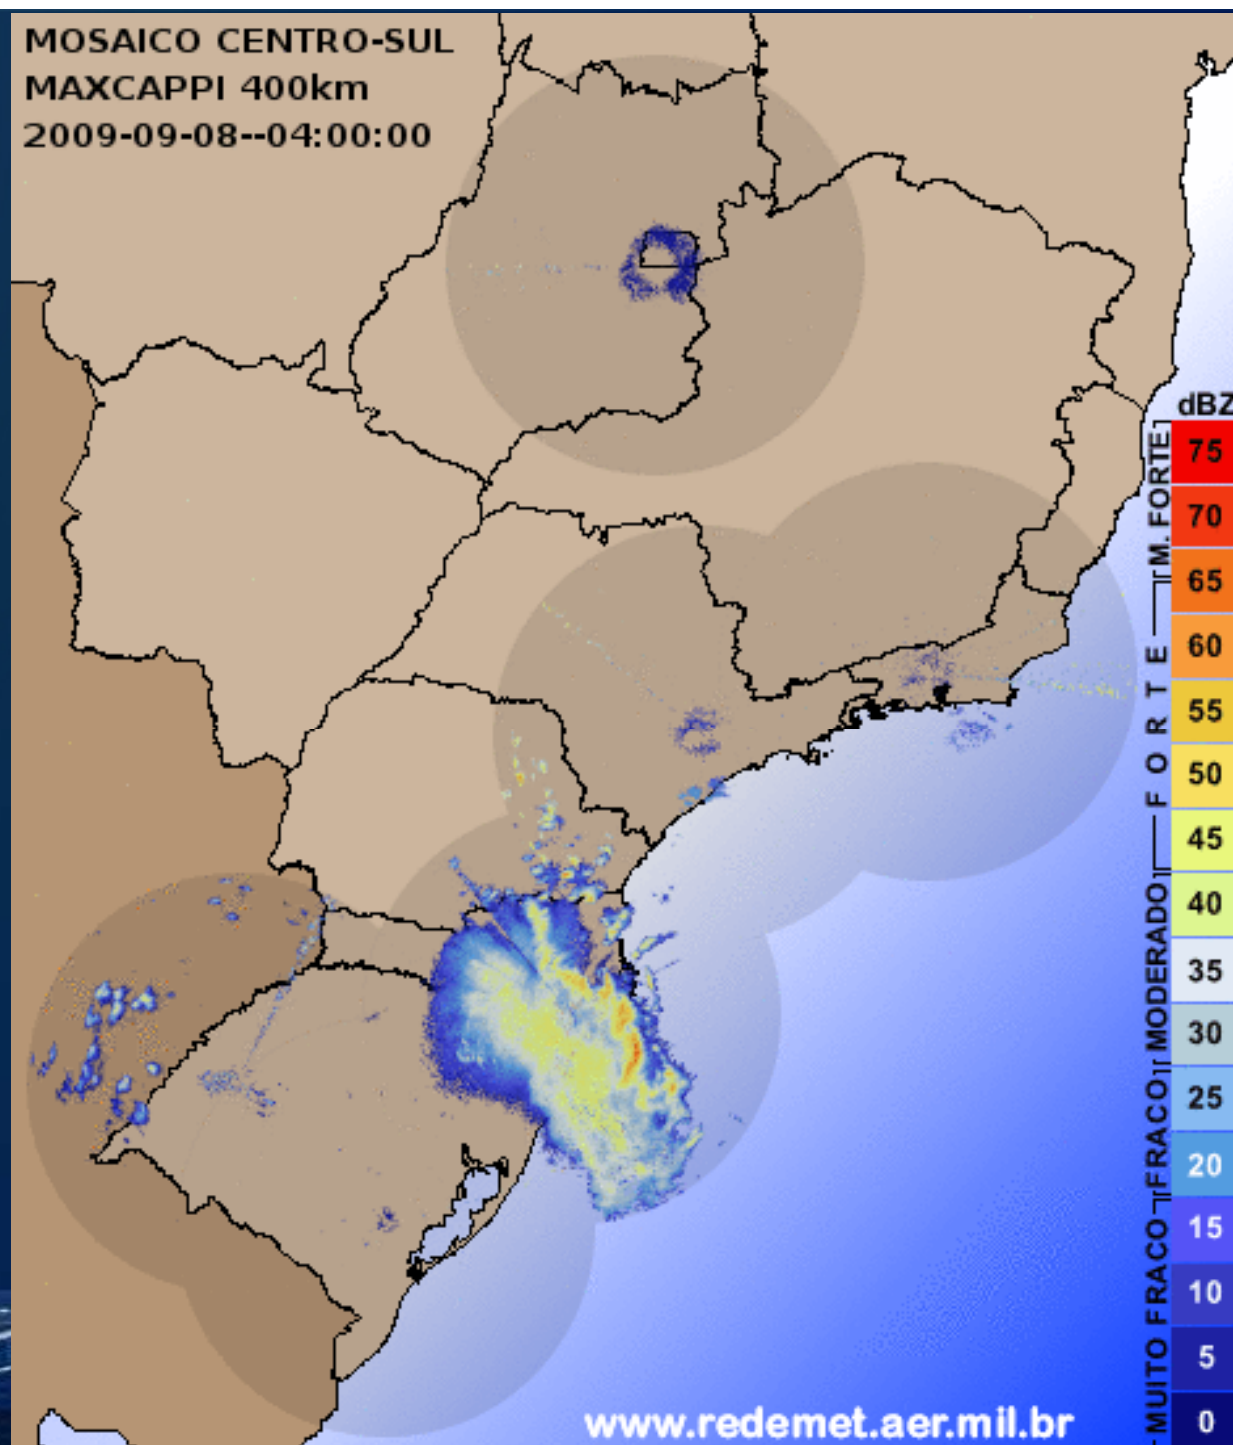 MOSAICO CENTRO-SUL
MAXCAPPI 400km
2009-09-08--04:00:00
dBZ
75
70
65
60
55
50
45
40
35
30
25
20
15
10
5
0
M. FORTE
FORTE
MODERADO
FRACO
MUITO FRACO
www.redemet.aer.mil.br